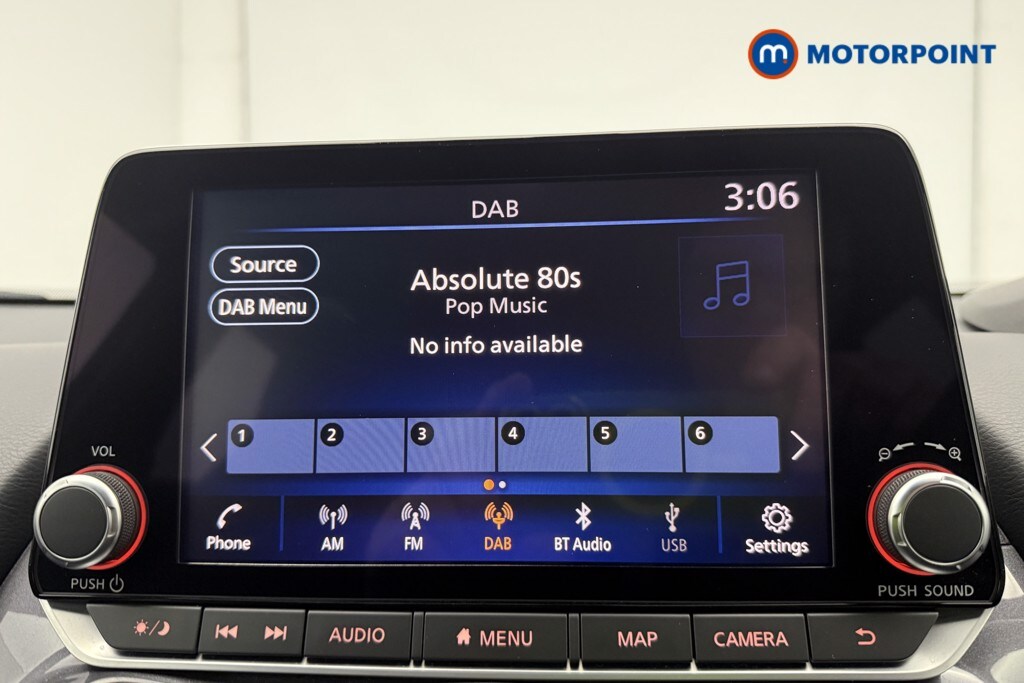 m. MOTORPOINT
DAB
3:06
Source
DAB Menu
Absolute 80s
Pop Music
No info available
1 2 3 4 5 6
Phone AM FM DAB BT Audio USB Settings
VOL
PUSH
PUSH SOUND
AUDIO MENU MAP CAMERA